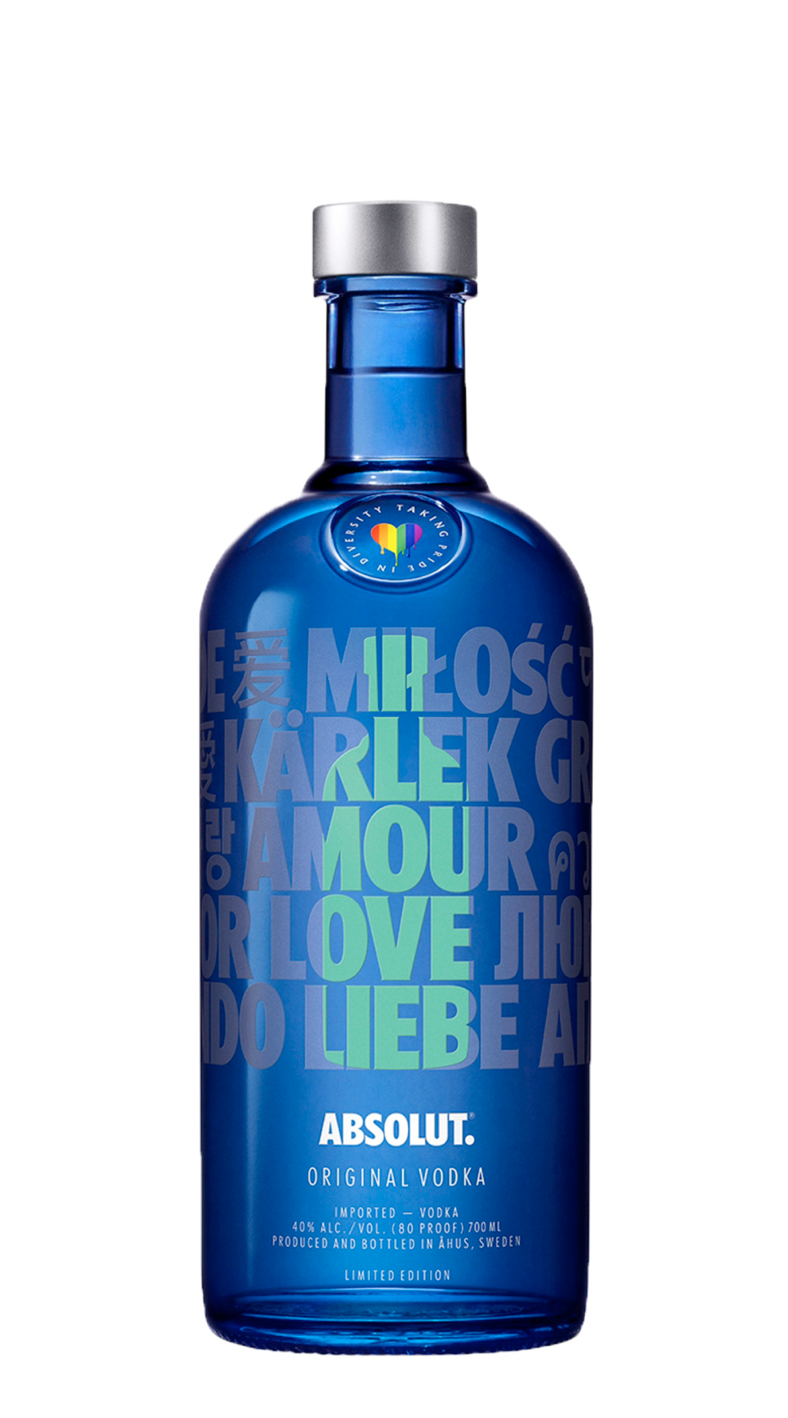 TAKING PRIDE IN DIVERSITY
爱 MIŁOŚĆ
KÄRLEK
랑 AMOUR
LOVE
LIEBE
ABSOLUT.®
ORIGINAL VODKA
IMPORTED — VODKA
40% ALC./VOL. (80 PROOF) 700ML
PRODUCED AND BOTTLED IN ÅHUS, SWEDEN
LIMITED EDITION